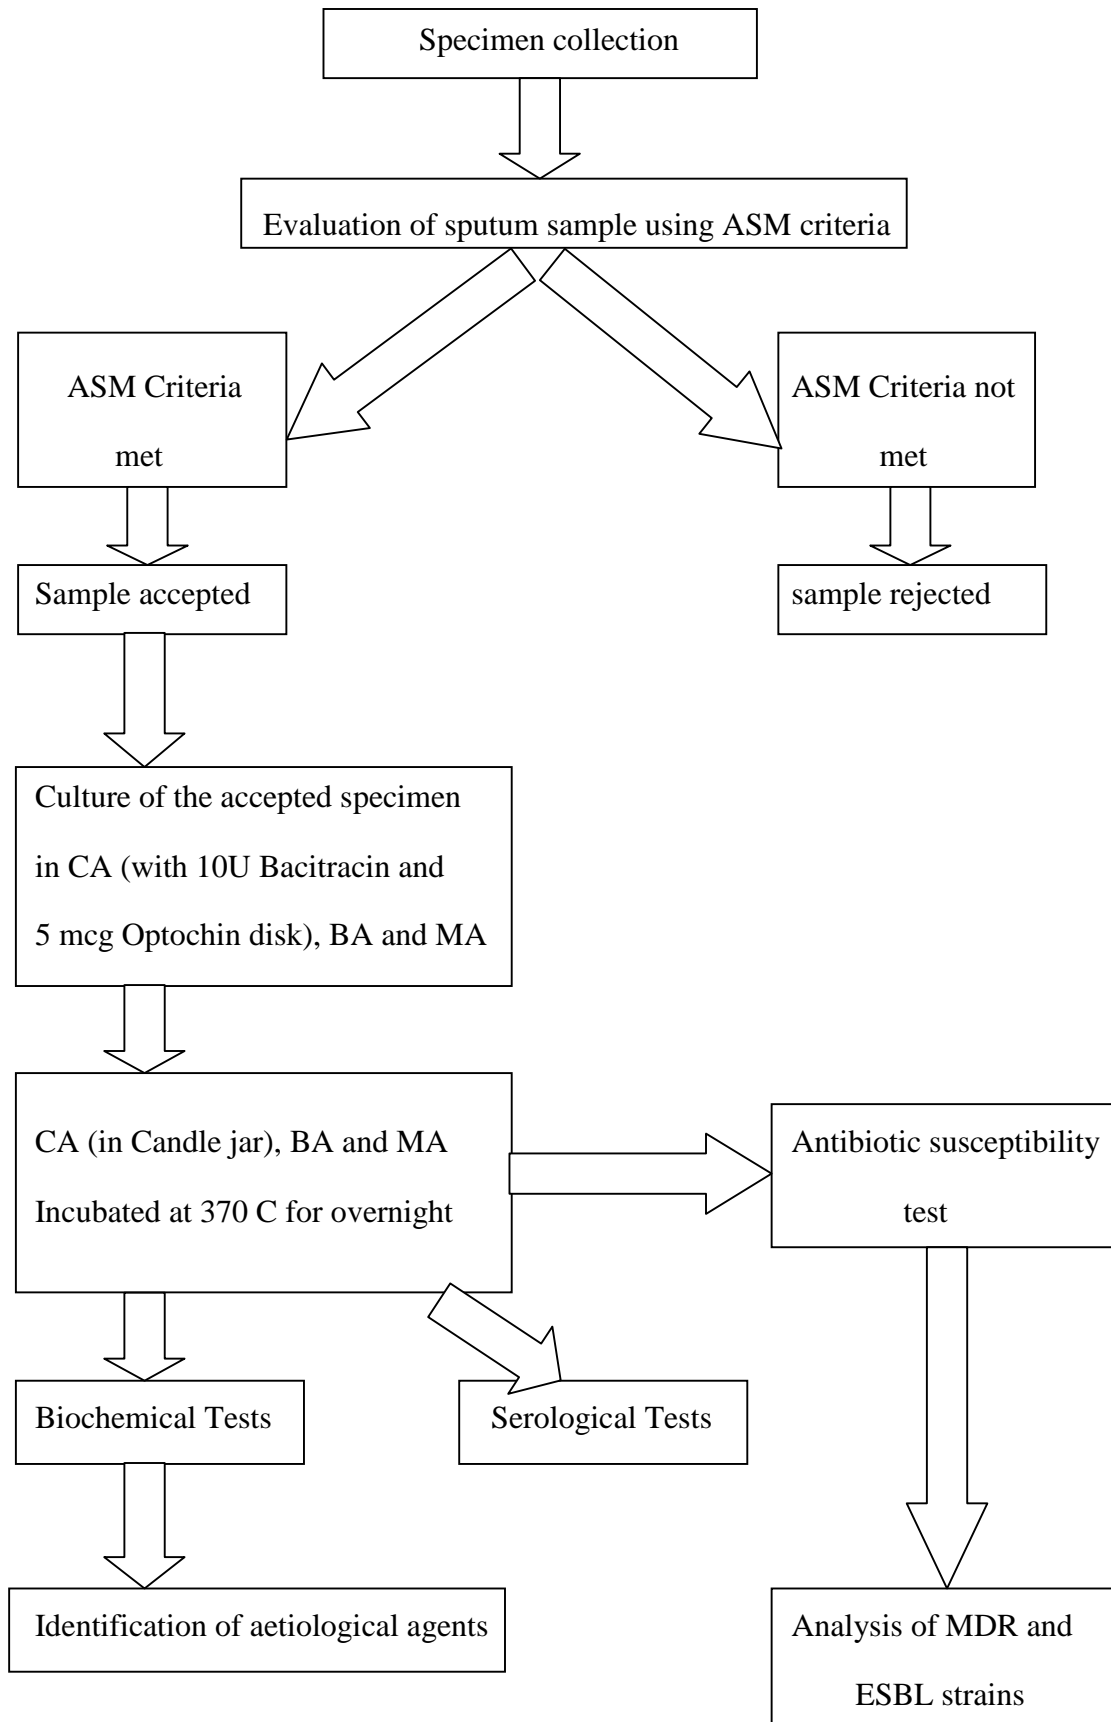 Specimen collection
Evaluation of sputum sample using ASM criteria
ASM Criteria
met
ASM Criteria not
met
Sample accepted
sample rejected
Culture of the accepted specimen
in CA (with 10U Bacitracin and
5 mcg Optochin disk), BA and MA
CA (in Candle jar), BA and MA
Incubated at 370 C for overnight
Antibiotic susceptibility
test
Biochemical Tests
Serological Tests
Identification of aetiological agents
Analysis of MDR and
ESBL strains